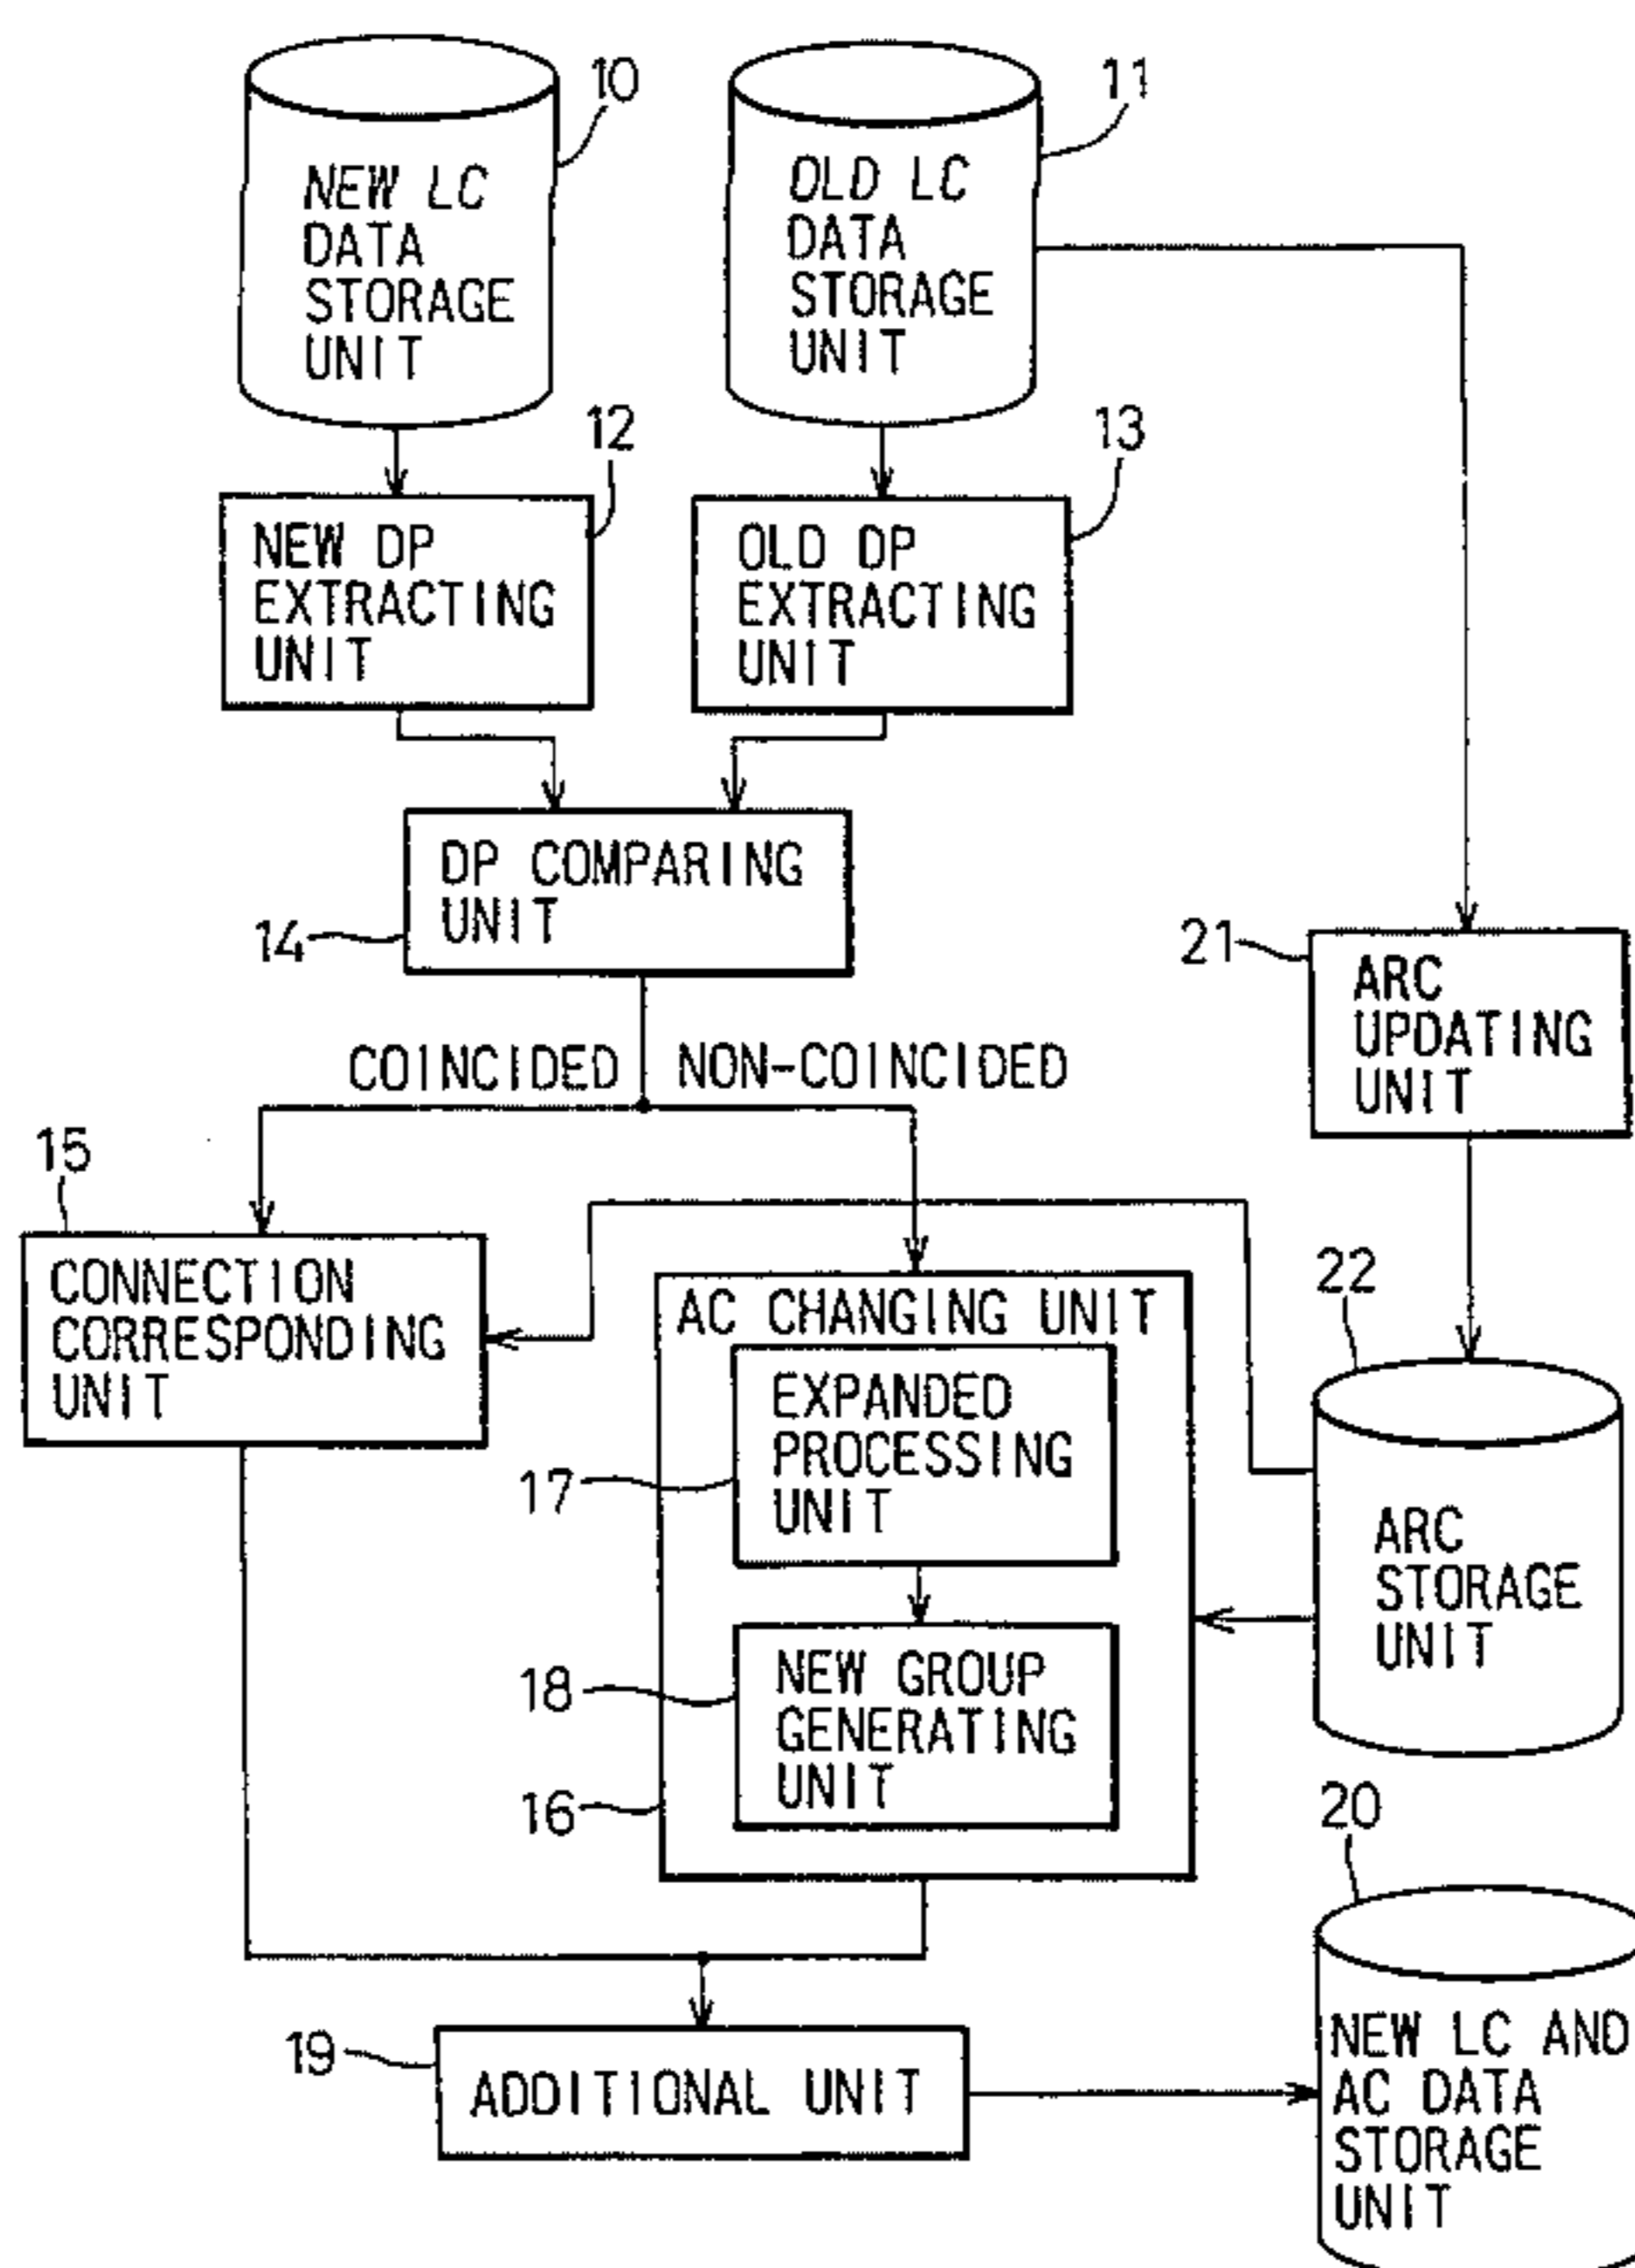 10
11
NEW LC
DATA
STORAGE
UNIT
OLD LC
DATA
STORAGE
UNIT
12
13
NEW DP
EXTRACTING
UNIT
OLD DP
EXTRACTING
UNIT
DP COMPARING
UNIT
14
21
ARC
UPDATING
UNIT
COINCIDED
NON-COINCIDED
15
CONNECTION
CORRESPONDING
UNIT
22
AC CHANGING UNIT
EXPANDED
PROCESSING
UNIT
17
ARC
STORAGE
UNIT
NEW GROUP
GENERATING
UNIT
18
16
20
19
ADDITIONAL UNIT
NEW LC AND
AC DATA
STORAGE
UNIT